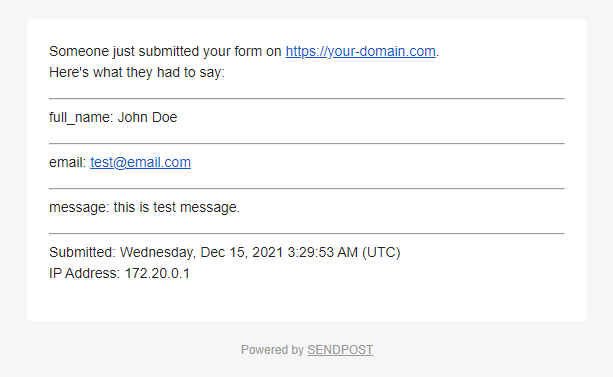 Someone just submitted your form on https://your-domain.com.
Here's what they had to say:
full_name: John Doe
email: test@email.com
message: this is test message.
Submitted: Wednesday, Dec 15, 2021 3:29:53 AM (UTC)
IP Address: 172.20.0.1
Powered by SENDPOST